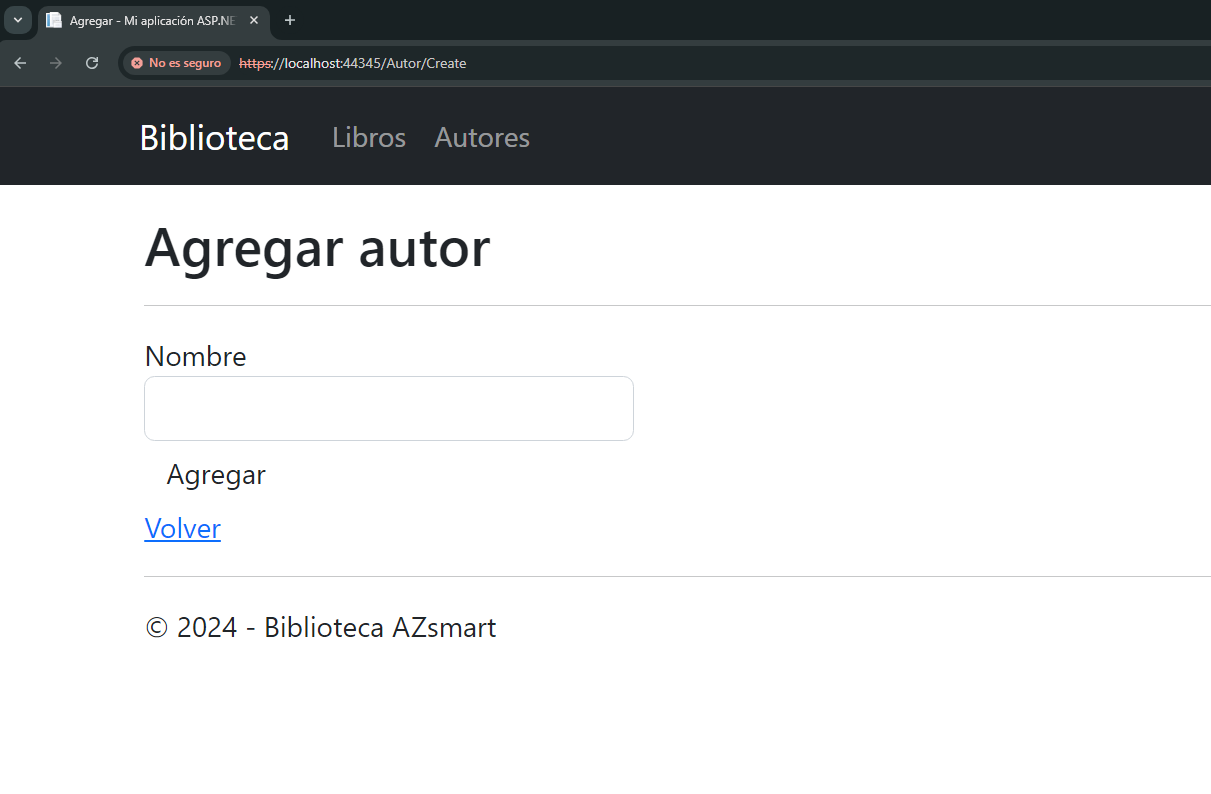 Agregar - Mi aplicación ASP.NE
No es seguro https://localhost:44345/Autor/Create
Biblioteca Libros Autores
Agregar autor
Nombre
Agregar
Volver
© 2024 - Biblioteca AZsmart